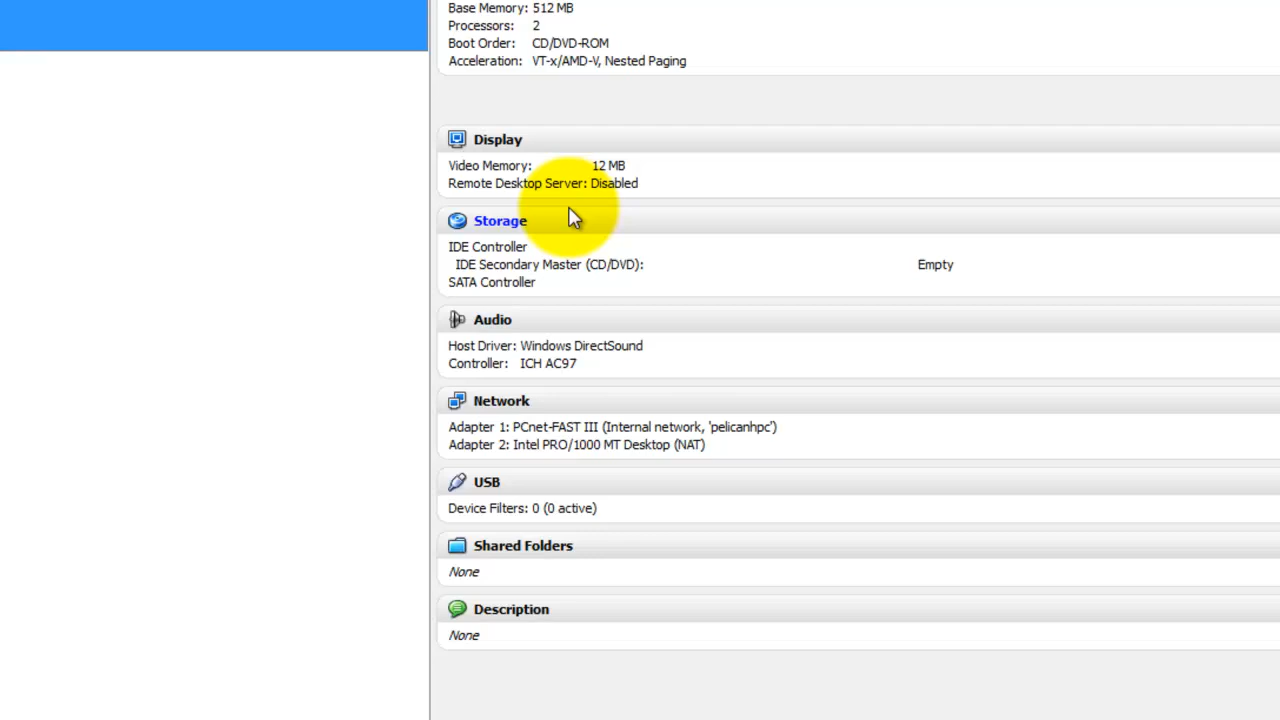 Base Memory: 512 MB
Processors: 2
Boot Order: CD/DVD-ROM
Acceleration: VT-x/AMD-V, Nested Paging
Display
Video Memory: 12 MB
Remote Desktop Server: Disabled
Storage
IDE Controller
IDE Secondary Master (CD/DVD): Empty
SATA Controller
Audio
Host Driver: Windows DirectSound
Controller: ICH AC97
Network
Adapter 1: PCnet-FAST III (Internal network, 'pelicanhpc')
Adapter 2: Intel PRO/1000 MT Desktop (NAT)
USB
Device Filters: 0 (0 active)
Shared Folders
None
Description
None